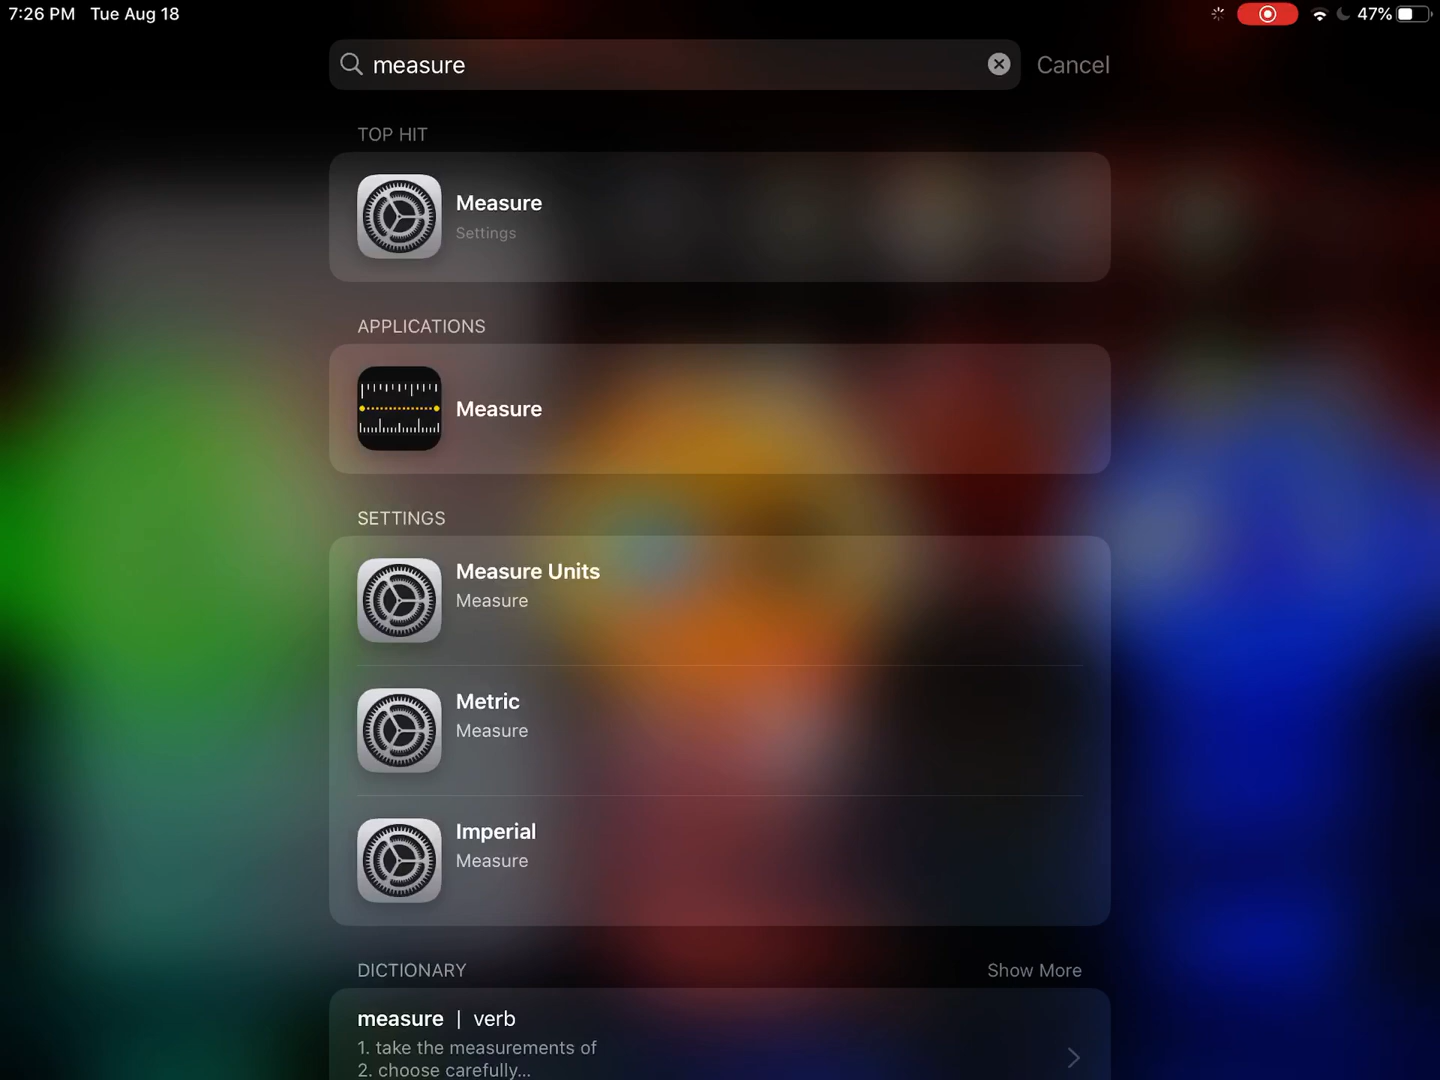 7:26 PM Tue Aug 18
47%
measure
Cancel
TOP HIT
Measure
Settings
APPLICATIONS
Measure
SETTINGS
Measure Units
Measure
Metric
Measure
Imperial
Measure
DICTIONARY
Show More
measure | verb
1. take the measurements of
2. choose carefully...